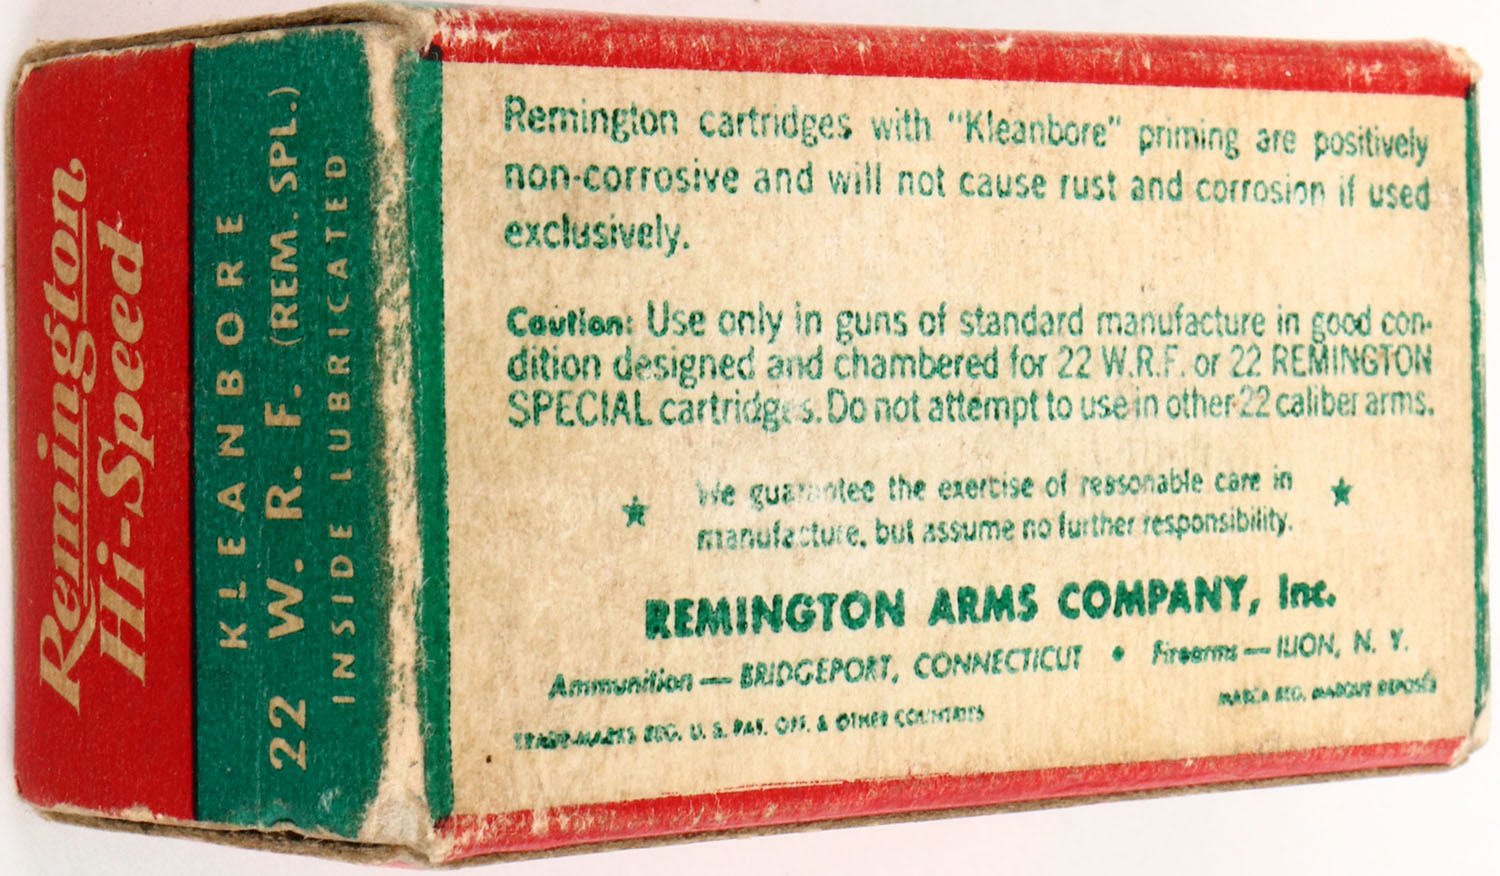 Remington
Hi-Speed
KLEANBORE
22 W. R. F. (REM. SPL.)
INSIDE LUBRICATED
Remington cartridges with "Kleanbore" priming are positively
non-corrosive and will not cause rust and corrosion if used
exclusively.
Caution: Use only in guns of standard manufacture in good con-
dition designed and chambered for 22 W.R.F. or 22 REMINGTON
SPECIAL cartridges. Do not attempt to use in other 22 caliber arms.
We guarantee the exercise of reasonable care in
manufacture, but assume no further responsibility.
REMINGTON ARMS COMPANY, Inc.
Ammunition — BRIDGEPORT, CONNECTICUT • Firearms — ILION, N. Y.
TRADE-MARKS REG. U. S. PAT. OFF. & OTHER COUNTRIES
MARCA REG. MARQUE DEPOSÉE